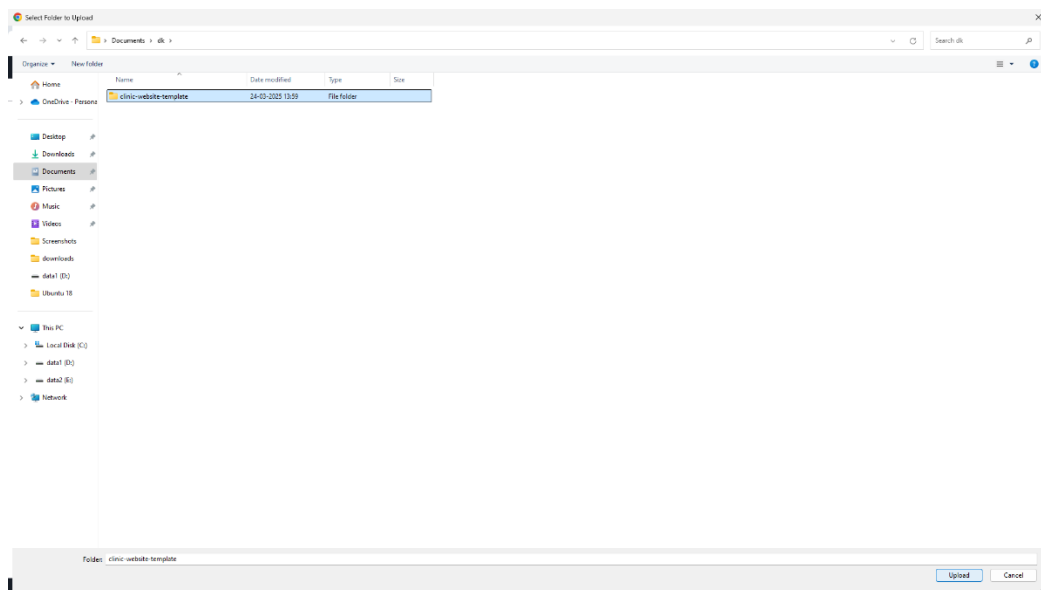 Select Folder to Upload
Documents > dk >
Search dk
Organize
New folder
Name
Date modified
Type
Size
clinic-website-template
24-03-2025 13:59
File folder
Home
OneDrive - Persona
Desktop
Downloads
Documents
Pictures
Music
Videos
Screenshots
downloads
data1 (D:)
Ubuntu 18
This PC
Local Disk (C:)
data1 (D:)
data2 (E:)
Network
Folder: clinic-website-template
Upload
Cancel